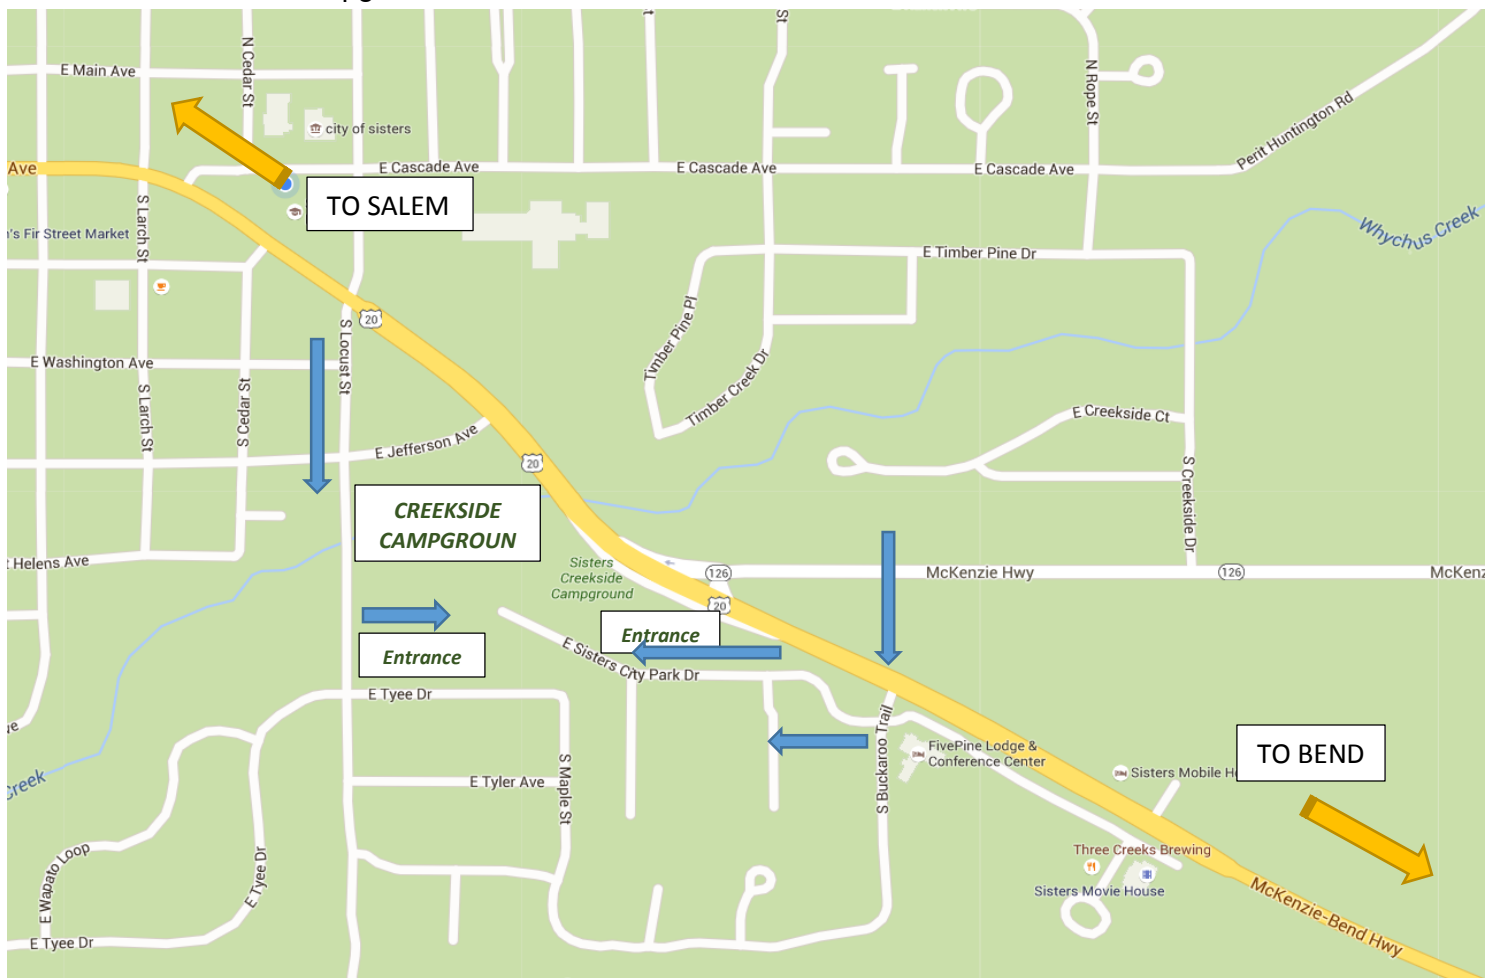 St
E Main Ave
N Cedar St
N Rope St
Perit Huntington Rd
city of sisters
Ave
E Cascade Ave
E Cascade Ave
E Cascade Ave
TO SALEM
S Larch St
's Fir Street Market
Whychus Creek
E Timber Pine Dr
Timber Pine Pl
20
S Locust St
E Washington Ave
Timber Creek Dr
S Larch St
S Cedar St
E Creekside Ct
E Jefferson Ave
20
S Creekside Dr
CREEKSIDE
CAMPGROUN
Helens Ave
Sisters
Creekside
Campground
126
McKenzie Hwy
126
McKenz
20
Entrance
Entrance
E Sisters City Park Dr
E Tyee Dr
S Buckaroo Trail
FivePine Lodge &
Conference Center
TO BEND
Creek
E Tyler Ave
S Maple St
Sisters Mobile H
E Wapato Loop
E Tyee Dr
Three Creeks Brewing
Sisters Movie House
McKenzie-Bend Hwy
E Tyee Dr